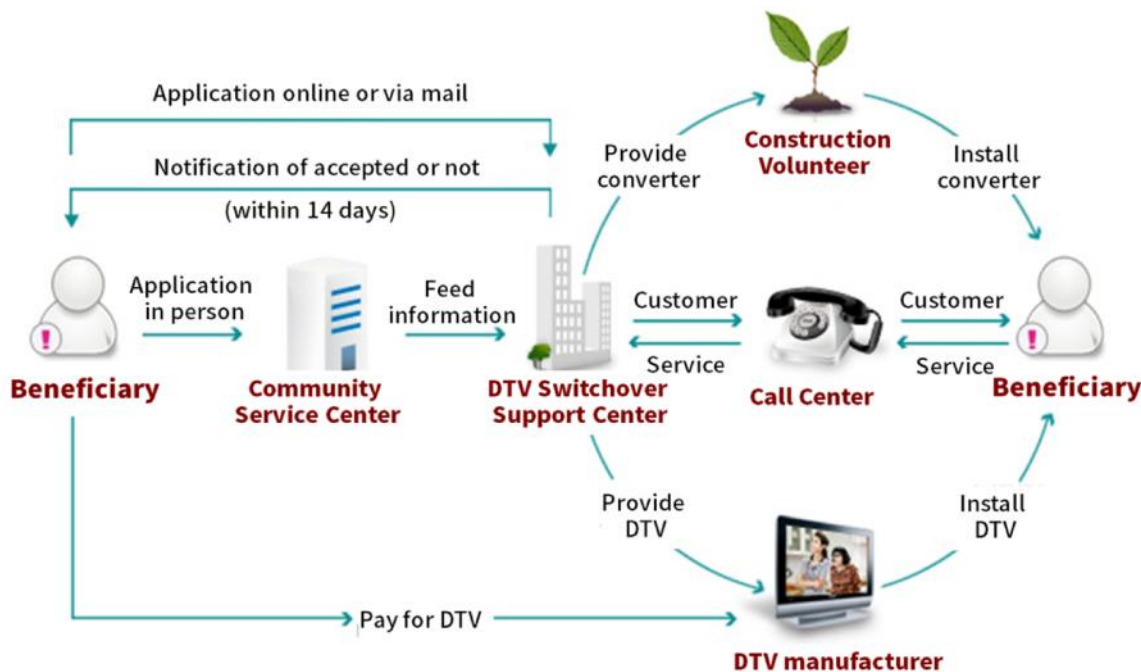 Application online or via mail
Notification of accepted or not
(within 14 days)
Provide
converter
Construction
Volunteer
Install
converter
Application
in person
Feed
information
Customer
Service
Customer
Service
Beneficiary
Community
Service Center
DTV Switchover
Support Center
Call Center
Beneficiary
Provide
DTV
Install
DTV
Pay for DTV
DTV manufacturer